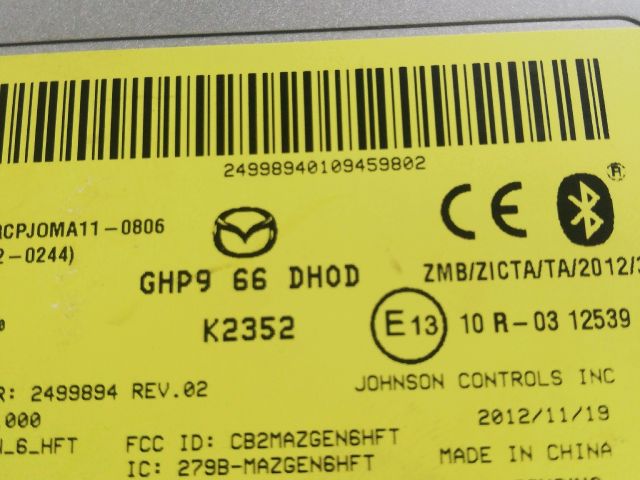 24998940109459802
CPJOMA11-0806
2-0244)
GHP9 66 DHOD
ZMB/ZICTA/TA/2012/3
K2352
E13 10 R-03 12539
R: 2499894 REV.02
JOHNSON CONTROLS INC
.000
2012/11/19
_6_HFT
FCC ID: CB2MAZGEN6HFT
MADE IN CHINA
IC: 279B-MAZGEN6HFT